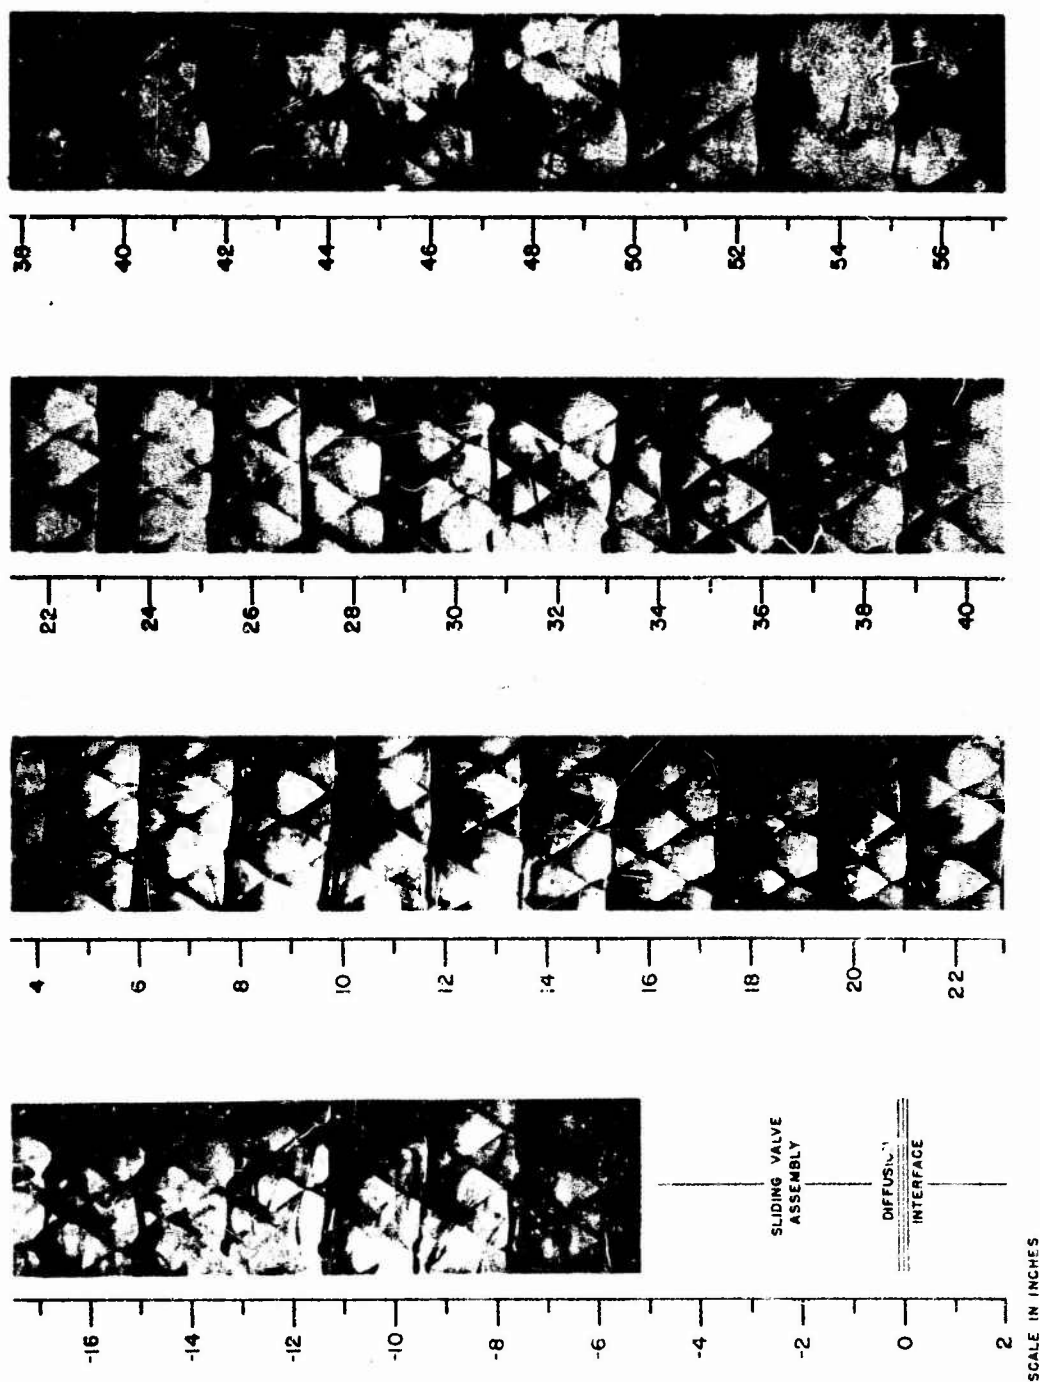 38 40 42 44 46 48 50 52 54 56
22 24 26 28 30 32 34 36 38 40
4 6 8 10 12 14 16 18 20 22
SLIDING VALVE
ASSEMBLY
DIFFUSION
INTERFACE
-16 -14 -12 -10 -8 -6 -4 -2 0 2
SCALE IN INCHES